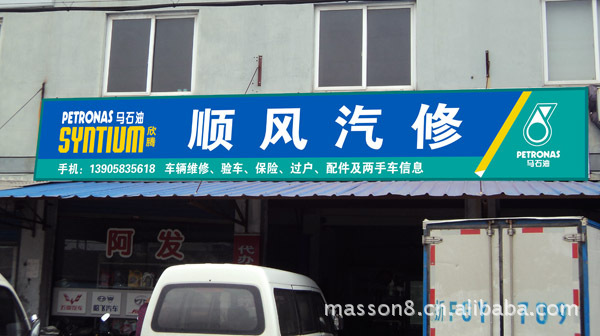 PETRONAS 马石油
SYNTIUM 欣腾
顺风汽修
PETRONAS
马石油
手机：13905835618 车辆维修、验车、保险、过户、配件及两手车信息
阿发
代办
masson8.cn.alibaba.com